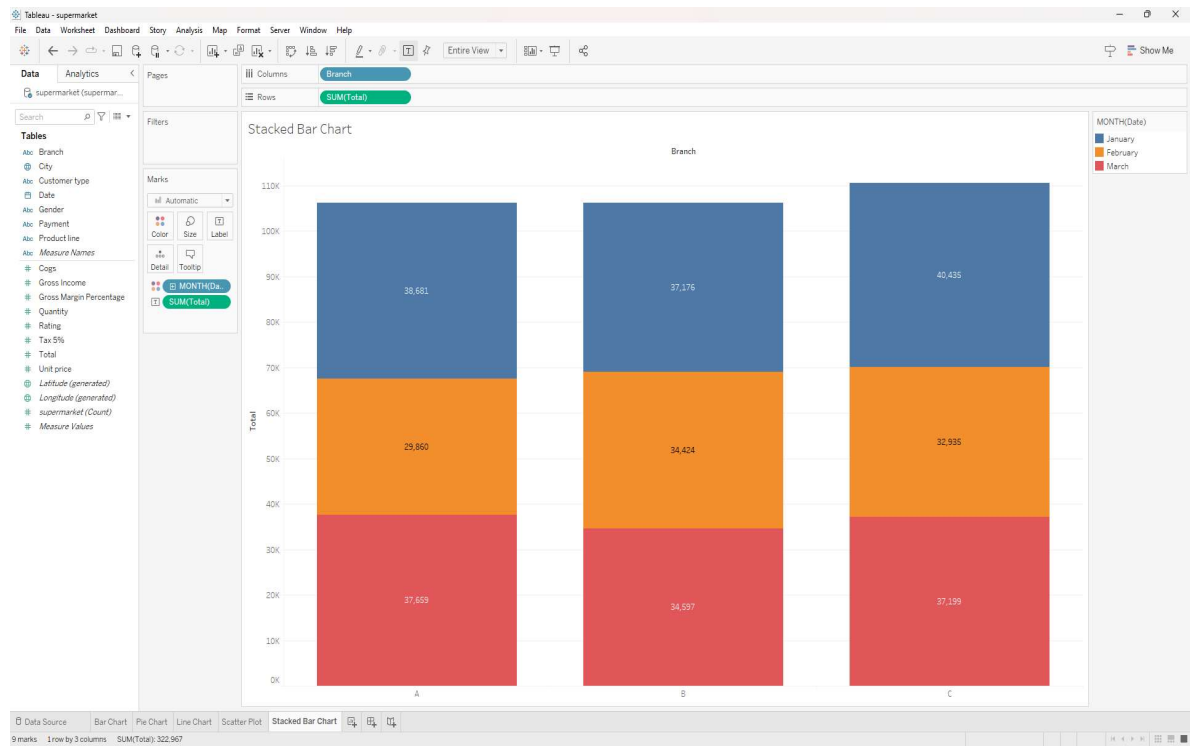 Tableau - supermarket
File Data Worksheet Dashboard Story Analysis Map Format Server Window Help
Entire View
Show Me
Data Analytics
supermarket (supermar...
Search
Tables
Abc Branch
City
Abc Customer type
Date
Abc Gender
Abc Payment
Abc Product line
Abc Measure Names
# Cogs
# Gross Income
# Gross Margin Percentage
# Quantity
# Rating
# Tax 5%
# Total
# Unit price
Latitude (generated)
Longitude (generated)
# supermarket (Count)
# Measure Values
Pages
Filters
Marks
Automatic
Color Size Label
Detail Tooltip
MONTH(Da..
SUM(Total)
Columns Branch
Rows SUM(Total)
Stacked Bar Chart
Branch
110K
100K
90K
80K
70K
60K
50K
40K
30K
20K
10K
0K
Total
38,681 37,176 40,435
29,860 34,424 32,935
37,659 34,597 37,199
A B C
MONTH(Date)
January
February
March
Data Source Bar Chart Pie Chart Line Chart Scatter Plot Stacked Bar Chart
9 marks 1 row by 3 columns SUM(Total): 322,967